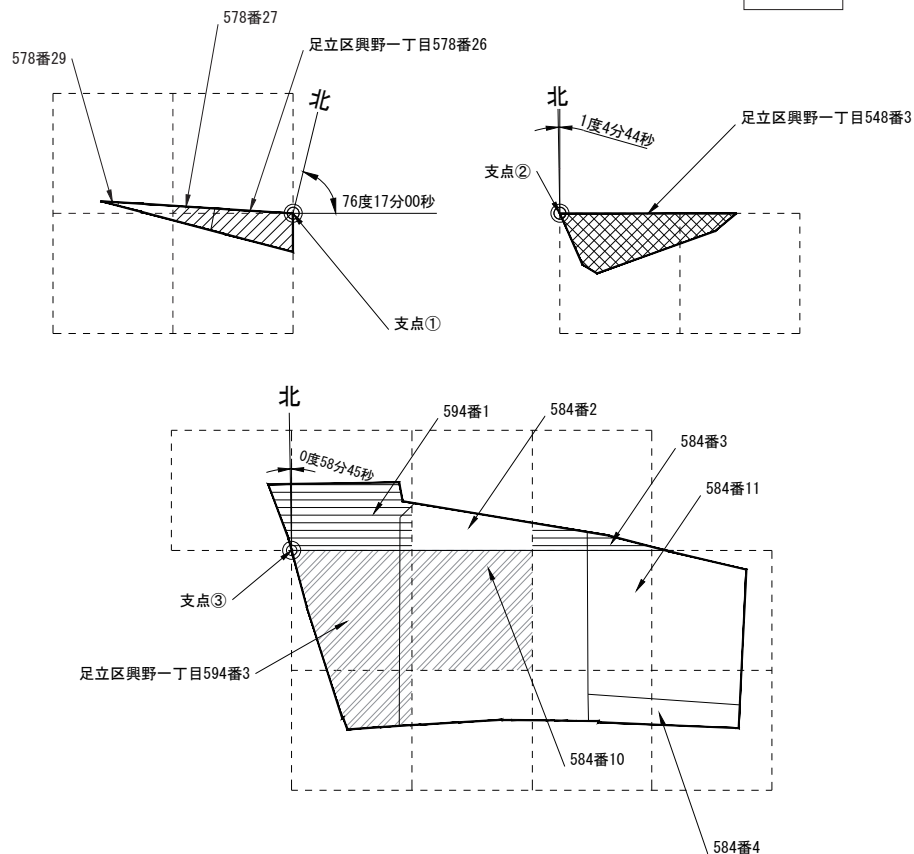 578番27
足立区興野一丁目578番26
578番29
北
76度17分00秒
支点①
北
1度4分44秒
足立区興野一丁目548番3
支点②
北
0度58分45秒
594番1
584番2
584番3
584番11
支点③
足立区興野一丁目594番3
584番10
584番4